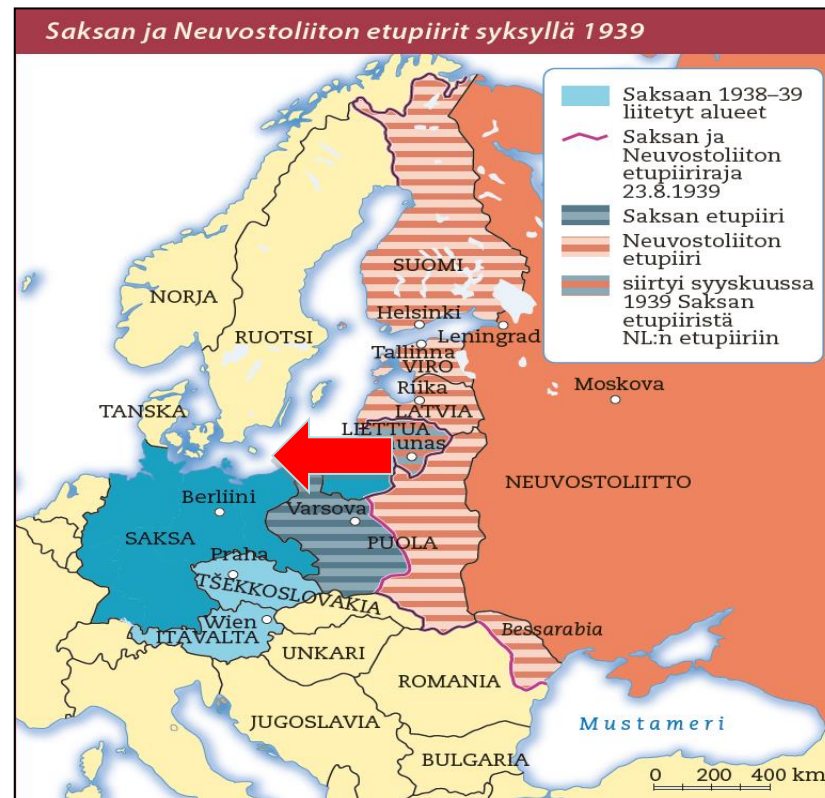 Saksan ja Neuvostoliiton etupiirit syksyllä 1939
Saksaan 1938–39
liitetyt alueet
Saksan ja
Neuvostoliiton
etupiiriraja
23.8.1939
Saksan etupiiri
Neuvostoliiton
etupiiri
siirtyi syyskuussa
1939 Saksan
etupiiristä
NL:n etupiiriin
SUOMI
NORJA
RUOTSI
Helsinki
Leningrad
Tallinna
VIRO
Riika
Moskova
LATVIA
TANSKA
LIETTUA
unas
NEUVOSTOLIITTO
Berliini
Varsova
SAKSA
PUOLA
Praha
TŠEKKOSLOVAKIA
Wien
ITÄVALTA
Bessarabia
UNKARI
ROMANIA
JUGOSLAVIA
Mustameri
BULGARIA
0 200 400 km